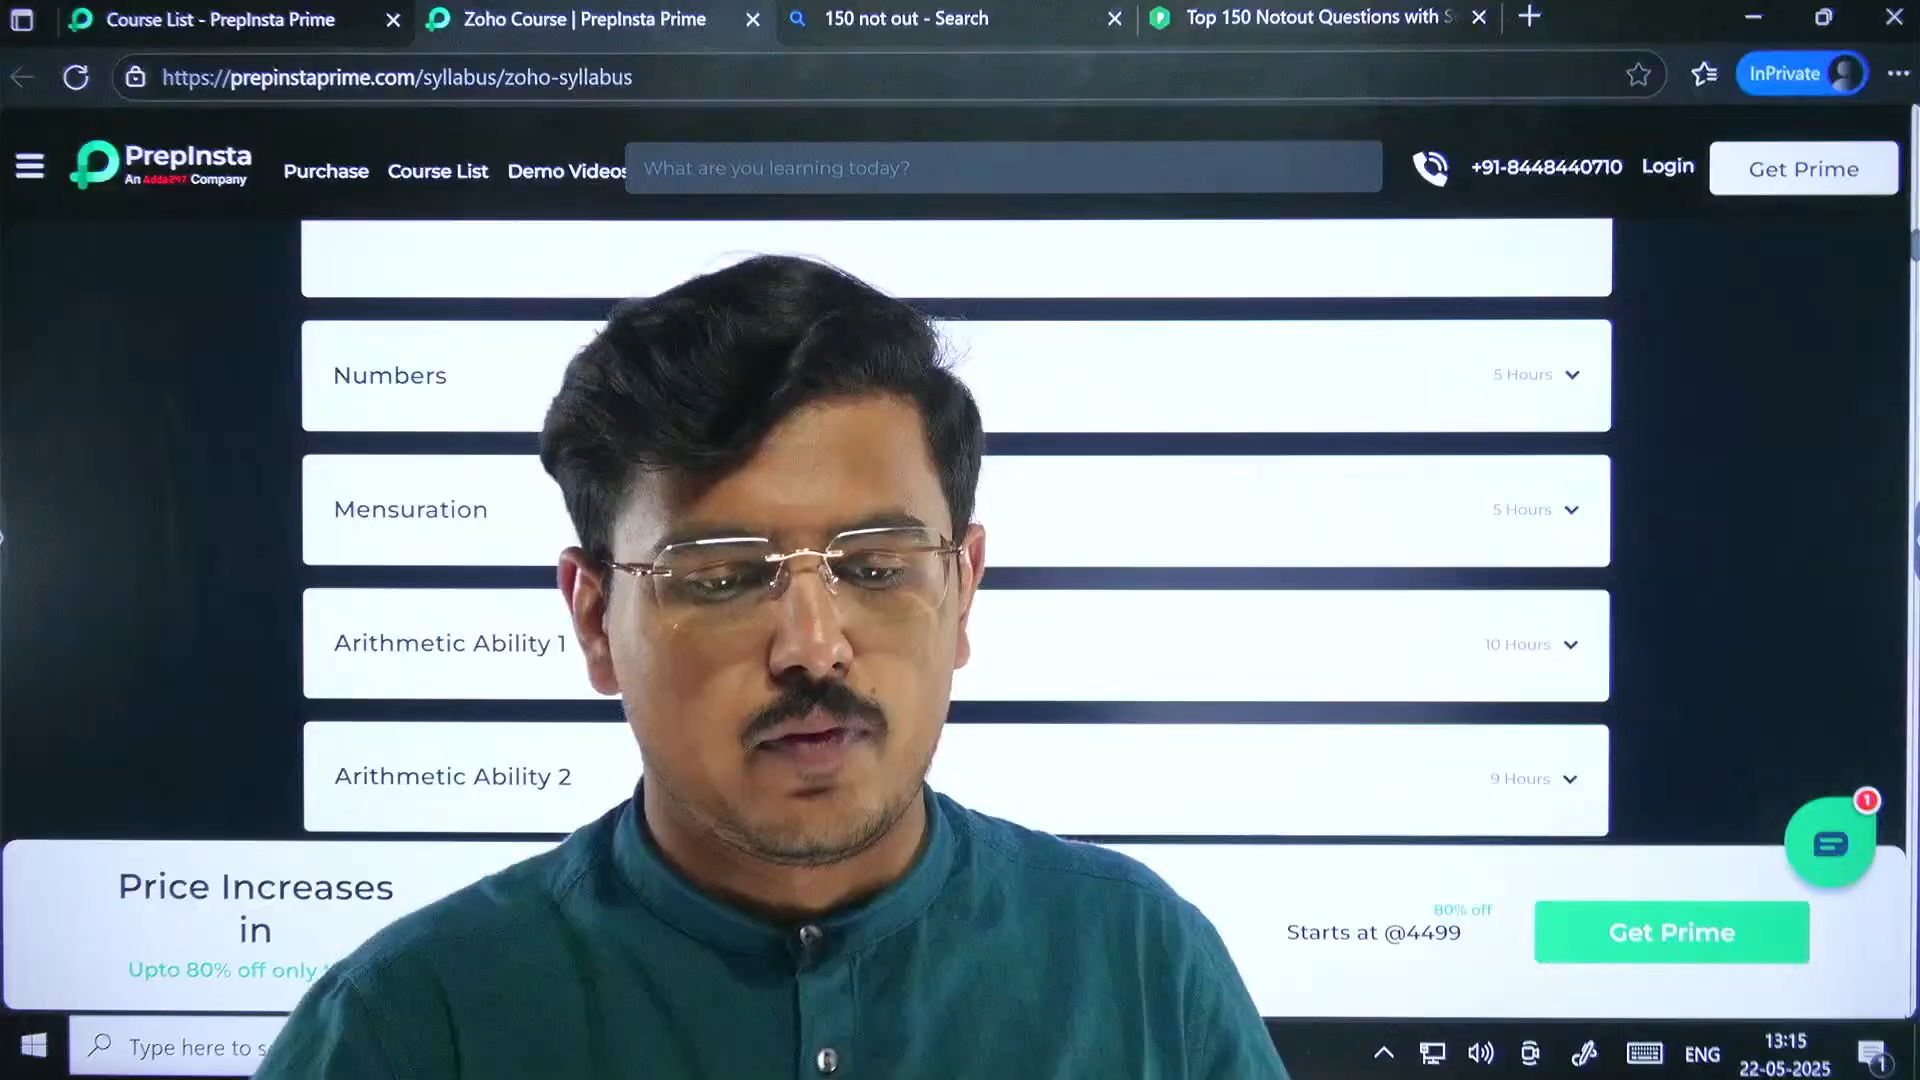 Course List - PrepInsta Prime
Zoho Course | PrepInsta Prime
150 not out - Search
Top 150 Notout Questions with S
https://prepinstaprime.com/syllabus/zoho-syllabus
InPrivate
PrepInsta
An Adda247 Company
Purchase
Course List
Demo Videos
What are you learning today?
+91-8448440710
Login
Get Prime
Numbers
5 Hours
Mensuration
5 Hours
Arithmetic Ability 1
10 Hours
Arithmetic Ability 2
9 Hours
1
Price Increases
in
Upto 80% off only
80% off
Starts at @4499
Get Prime
Type here to s
ENG
13:15
22-05-2025
1